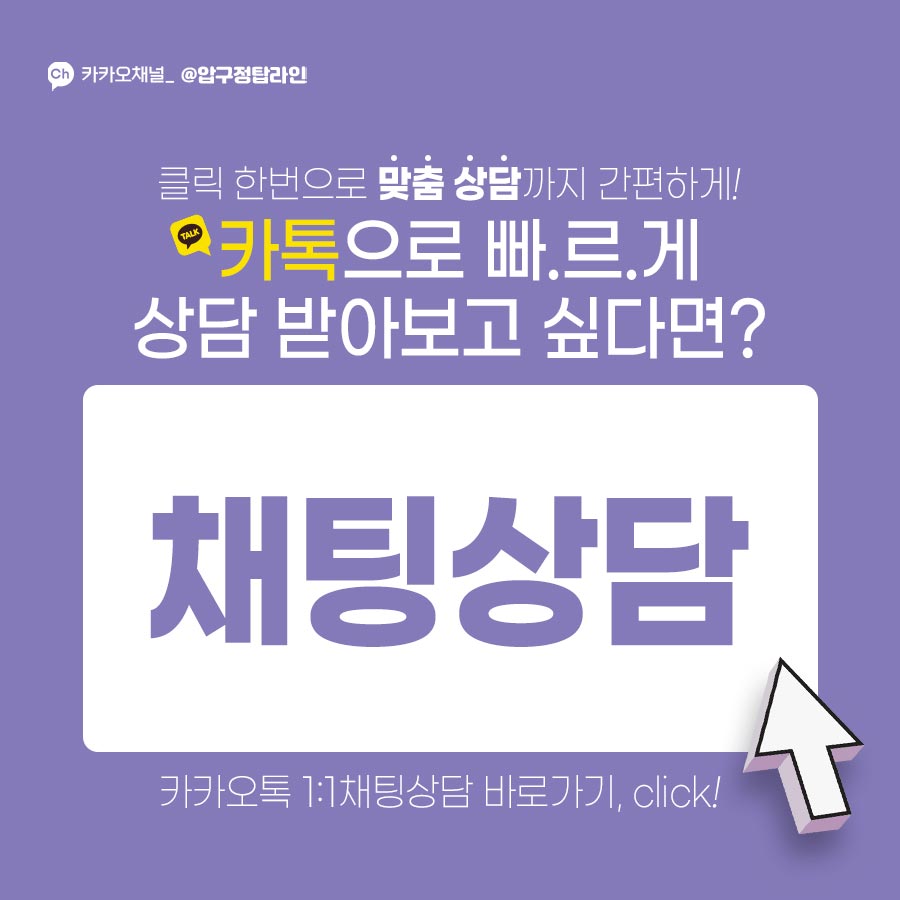 Ch 카카오채널_ @압구정탑라인
클릭 한번으로 맞춤 상담까지 간편하게!
TALK 카톡으로 빠.르.게
상담 받아보고 싶다면?
채팅상담
카카오톡 1:1채팅상담 바로가기, click!